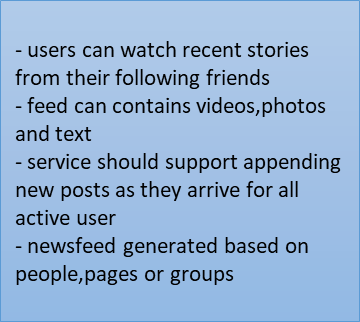 - users can watch recent stories
from their following friends
- feed can contains videos,photos
and text
- service should support appending
new posts as they arrive for all
active user
- newsfeed generated based on
people,pages or groups